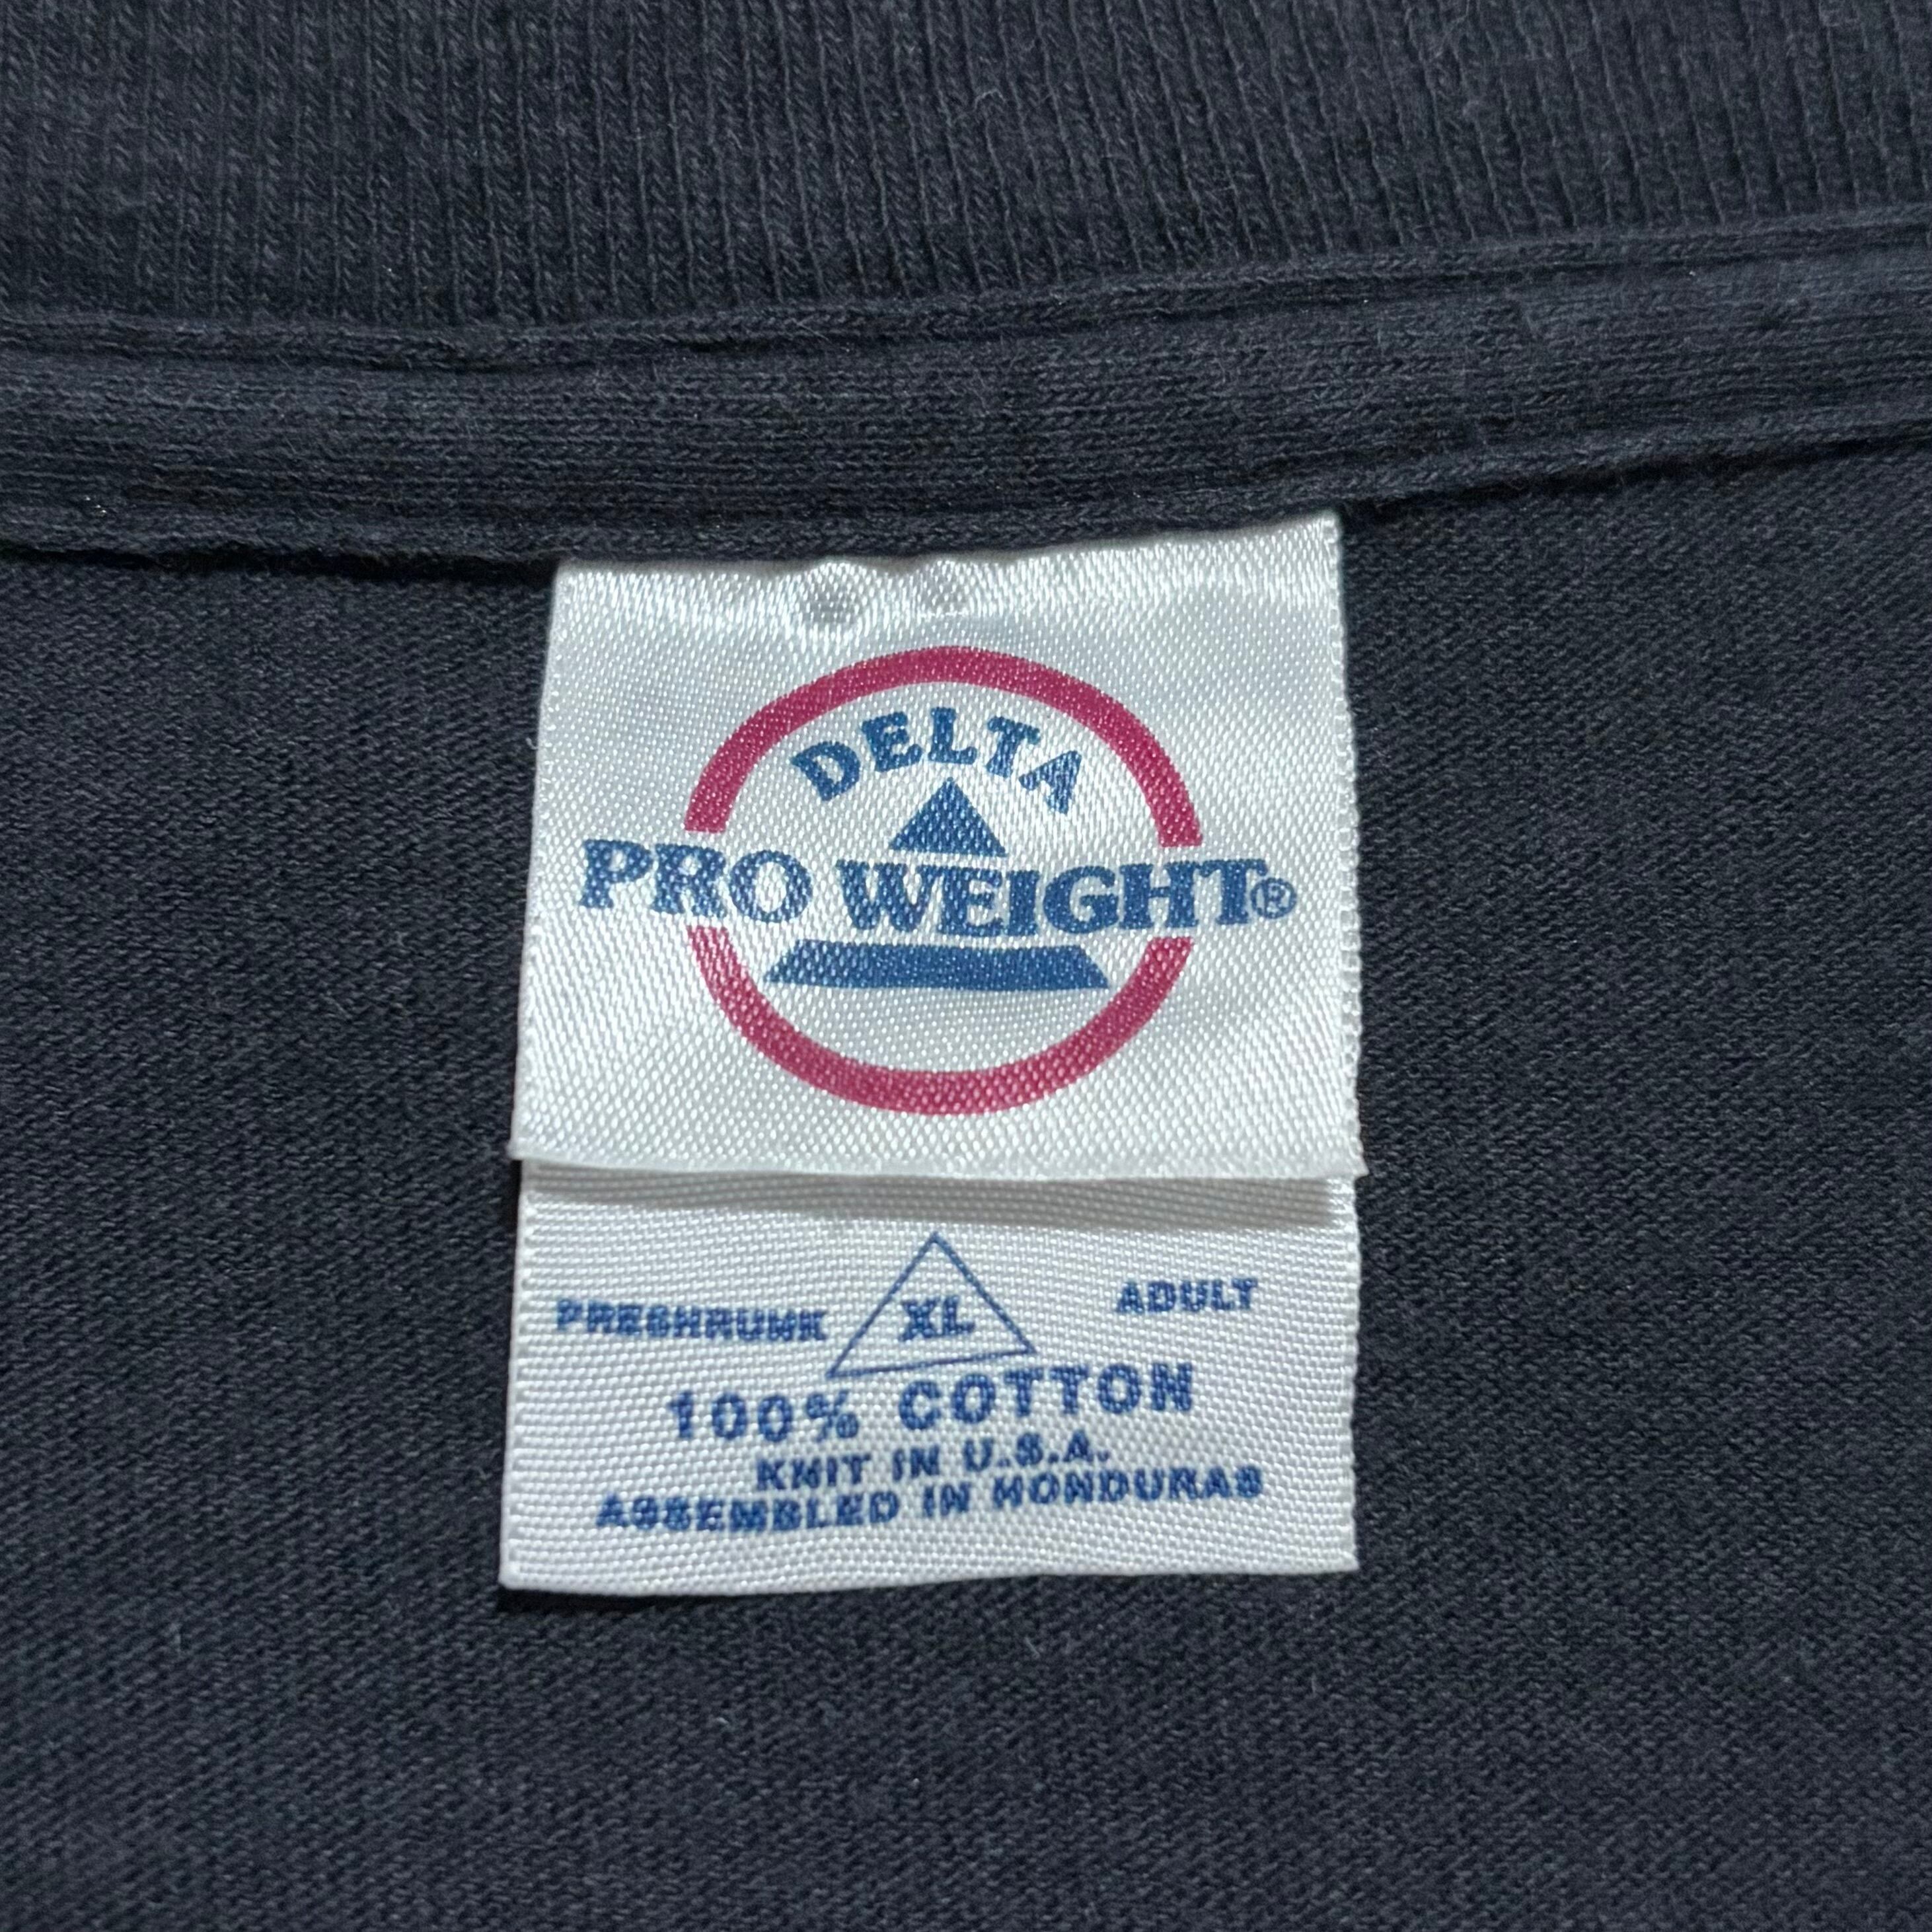 DELTA
PRO WEIGHT®
PRESHRUNK XL ADULT
100% COTTON
KNIT IN U.S.A.
ASSEMBLED IN HONDURAS